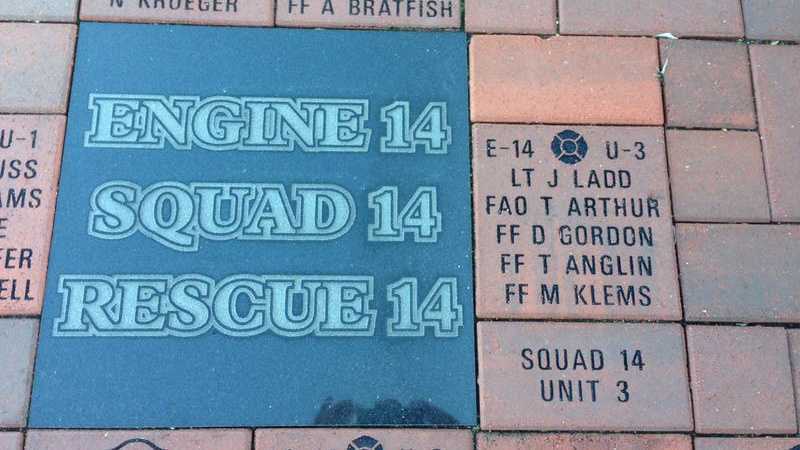 N KRUEGER
FF A BRATFISH
U-1
USS
AMS
E
FER
ELL
ENGINE 14
SQUAD 14
RESCUE 14
E-14 U-3
LT J LADD
FAO T ARTHUR
FF D GORDON
FF T ANGLIN
FF M KLEMS
SQUAD 14
UNIT 3